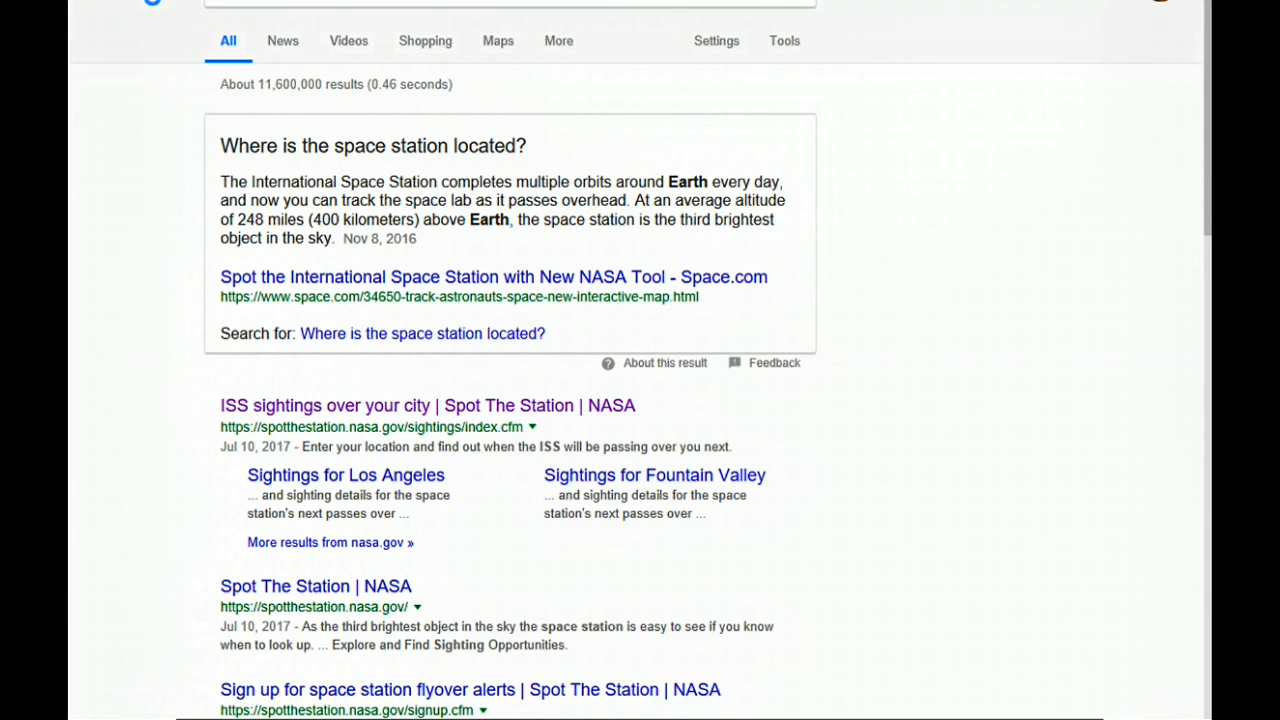 All News Videos Shopping Maps More Settings Tools
About 11,600,000 results (0.46 seconds)
Where is the space station located?
The International Space Station completes multiple orbits around Earth every day,
and now you can track the space lab as it passes overhead. At an average altitude
of 248 miles (400 kilometers) above Earth, the space station is the third brightest
object in the sky. Nov 8, 2016
Spot the International Space Station with New NASA Tool - Space.com
https://www.space.com/34650-track-astronauts-space-new-interactive-map.html
Search for: Where is the space station located?
About this result Feedback
ISS sightings over your city | Spot The Station | NASA
https://spotthestation.nasa.gov/sightings/index.cfm
Jul 10, 2017 - Enter your location and find out when the ISS will be passing over you next.
Sightings for Los Angeles Sightings for Fountain Valley
... and sighting details for the space ... and sighting details for the space
station's next passes over ... station's next passes over ...
More results from nasa.gov »
Spot The Station | NASA
https://spotthestation.nasa.gov/
Jul 10, 2017 - As the third brightest object in the sky the space station is easy to see if you know
when to look up. ... Explore and Find Sighting Opportunities.
Sign up for space station flyover alerts | Spot The Station | NASA
https://spotthestation.nasa.gov/signup.cfm